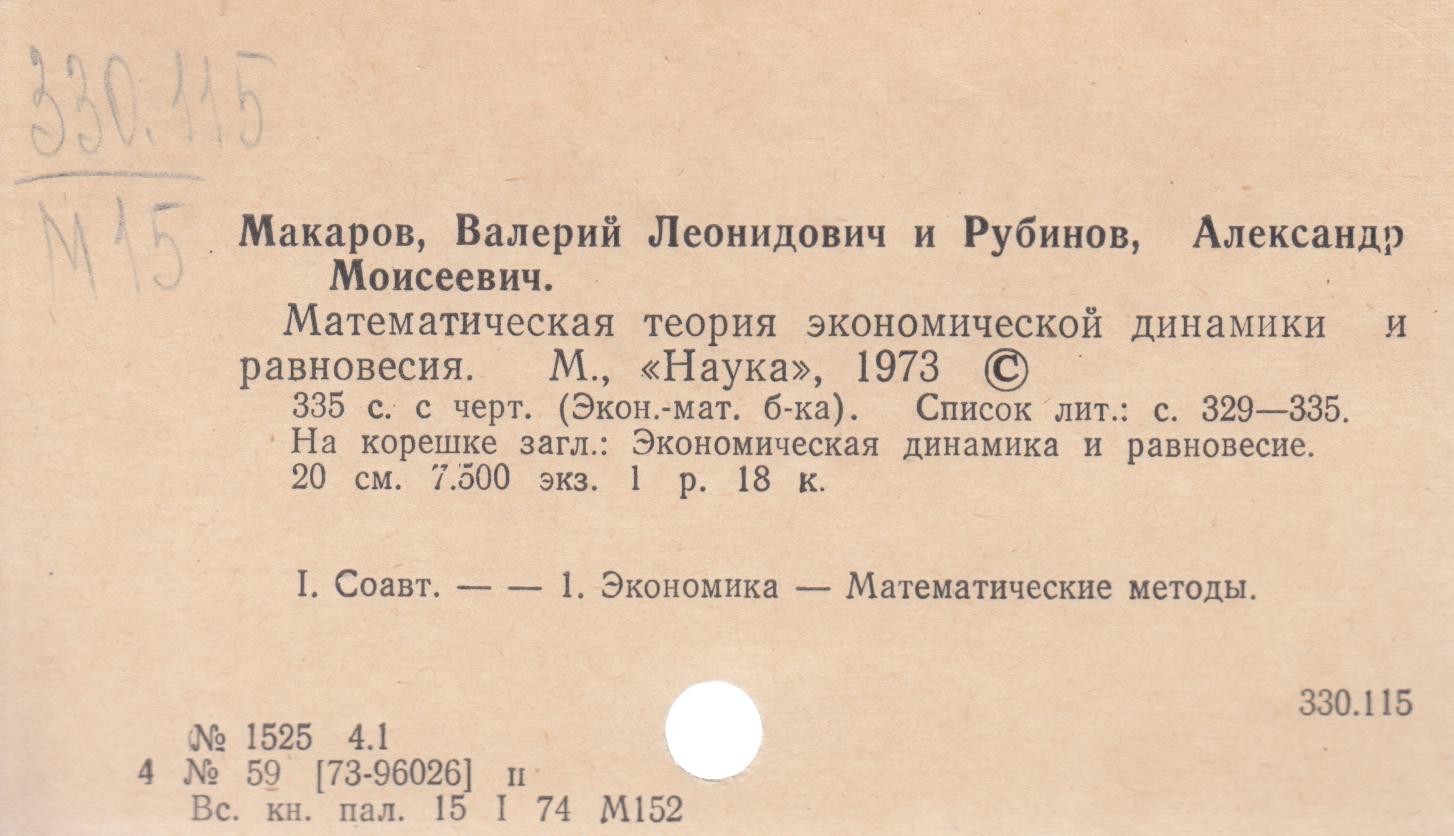 330.115
М15
Макаров, Валерий Леонидович и Рубинов, Александр
Моисеевич.
Математическая теория экономической динамики и
равновесия. М., «Наука», 1973 ©
335 с. с черт. (Экон.-мат. б-ка). Список лит.: с. 329—335.
На корешке загл.: Экономическая динамика и равновесие.
20 см. 7.500 экз. 1 р. 18 к.
I. Соавт. — — 1. Экономика — Математические методы.
330.115
№ 1525 4.1
4 № 59 [73-96026] п
Вс. кн. пал. 15 I 74 М152